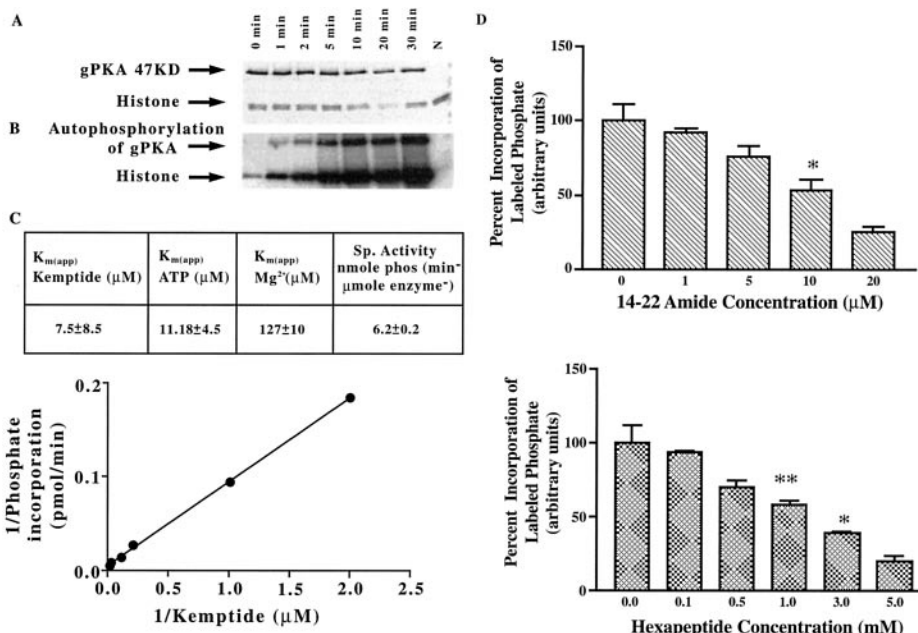 A
0 min
1 min
2 min
5 min
10 min
20 min
30 min
N
gPKA 47KD
Histone
B
Autophosphorylation
of gPKA
Histone
C
Km(app)
Kemptide (μM)
Km(app)
ATP (μM)
Km(app)
Mg²⁺(μM)
Sp. Activity
nmole phos (min⁻
μmole enzyme⁻)
7.5±8.5
11.18±4.5
127±10
6.2±0.2
1/Phosphate
incorporation
(pmol/min)
0.2
0.1
0.0
0.0 0.5 1.0 1.5 2.0 2.5
1/Kemptide (μM)
D
Percent Incorporation of
Labeled Phosphate
(arbitrary units)
150
100
50
0
*
0 1 5 10 20
14-22 Amide Concentration (μM)
Percent Incorporation of
Labeled Phosphate
(arbitrary units)
150
100
50
0
**
*
0.0 0.1 0.5 1.0 3.0 5.0
Hexapeptide Concentration (mM)